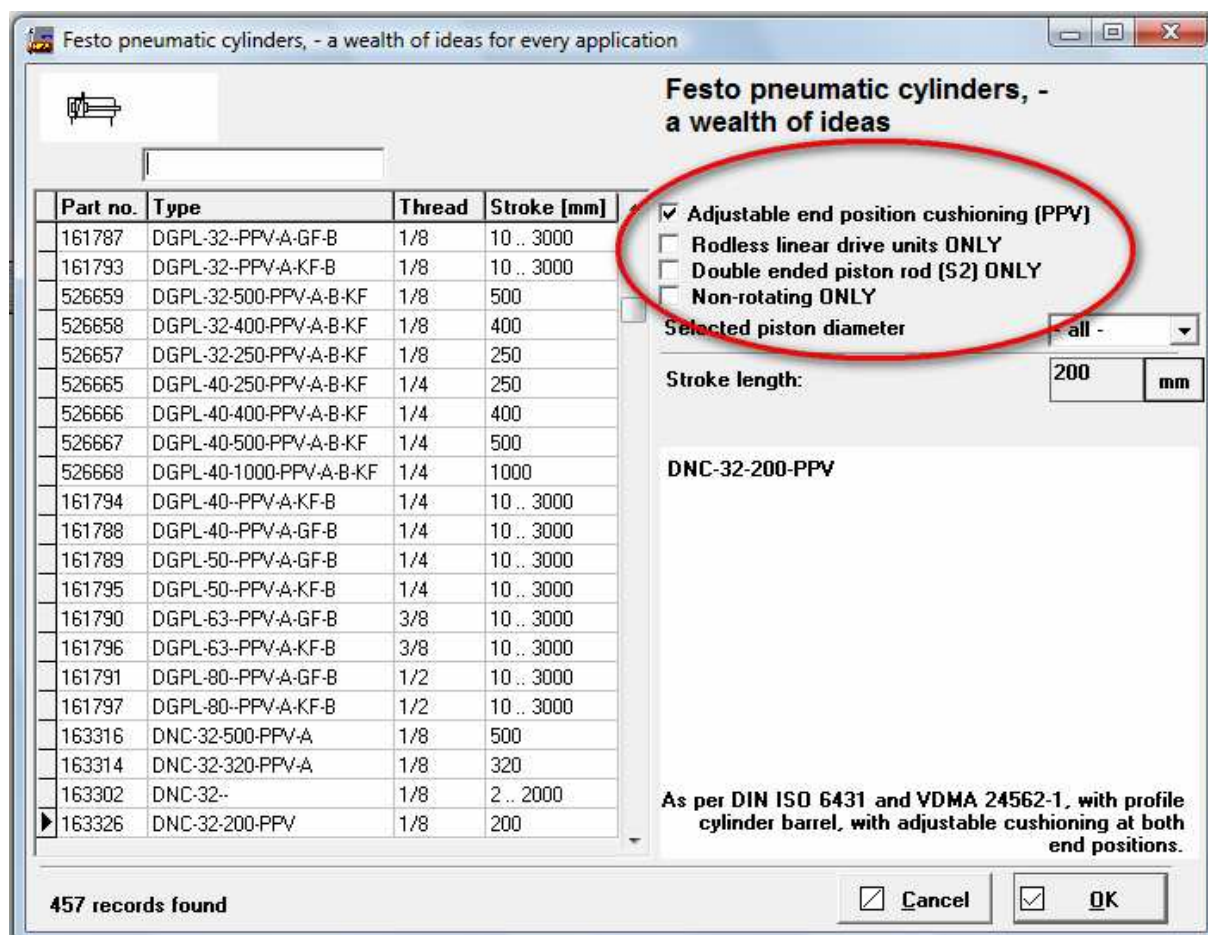 Festo pneumatic cylinders, - a wealth of ideas for every application
Festo pneumatic cylinders, -
a wealth of ideas
Part no. Type Thread Stroke [mm]
161787 DGPL-32--PPV-A-GF-B 1/8 10 .. 3000
161793 DGPL-32--PPV-A-KF-B 1/8 10 .. 3000
526659 DGPL-32-500-PPV-A-B-KF 1/8 500
526658 DGPL-32-400-PPV-A-B-KF 1/8 400
526657 DGPL-32-250-PPV-A-B-KF 1/8 250
526665 DGPL-40-250-PPV-A-B-KF 1/4 250
526666 DGPL-40-400-PPV-A-B-KF 1/4 400
526667 DGPL-40-500-PPV-A-B-KF 1/4 500
526668 DGPL-40-1000-PPV-A-B-KF 1/4 1000
161794 DGPL-40--PPV-A-KF-B 1/4 10 .. 3000
161788 DGPL-40--PPV-A-GF-B 1/4 10 .. 3000
161789 DGPL-50--PPV-A-GF-B 1/4 10 .. 3000
161795 DGPL-50--PPV-A-KF-B 1/4 10 .. 3000
161790 DGPL-63--PPV-A-GF-B 3/8 10 .. 3000
161796 DGPL-63--PPV-A-KF-B 3/8 10 .. 3000
161791 DGPL-80--PPV-A-GF-B 1/2 10 .. 3000
161797 DGPL-80--PPV-A-KF-B 1/2 10 .. 3000
163316 DNC-32-500-PPV-A 1/8 500
163314 DNC-32-320-PPV-A 1/8 320
163302 DNC-32-- 1/8 2 .. 2000
163326 DNC-32-200-PPV 1/8 200
Adjustable end position cushioning (PPV)
Rodless linear drive units ONLY
Double ended piston rod (S2) ONLY
Non-rotating ONLY
Selected piston diameter - all -
Stroke length: 200 mm
DNC-32-200-PPV
As per DIN ISO 6431 and VDMA 24562-1, with profile
cylinder barrel, with adjustable cushioning at both
end positions.
457 records found
Cancel
OK